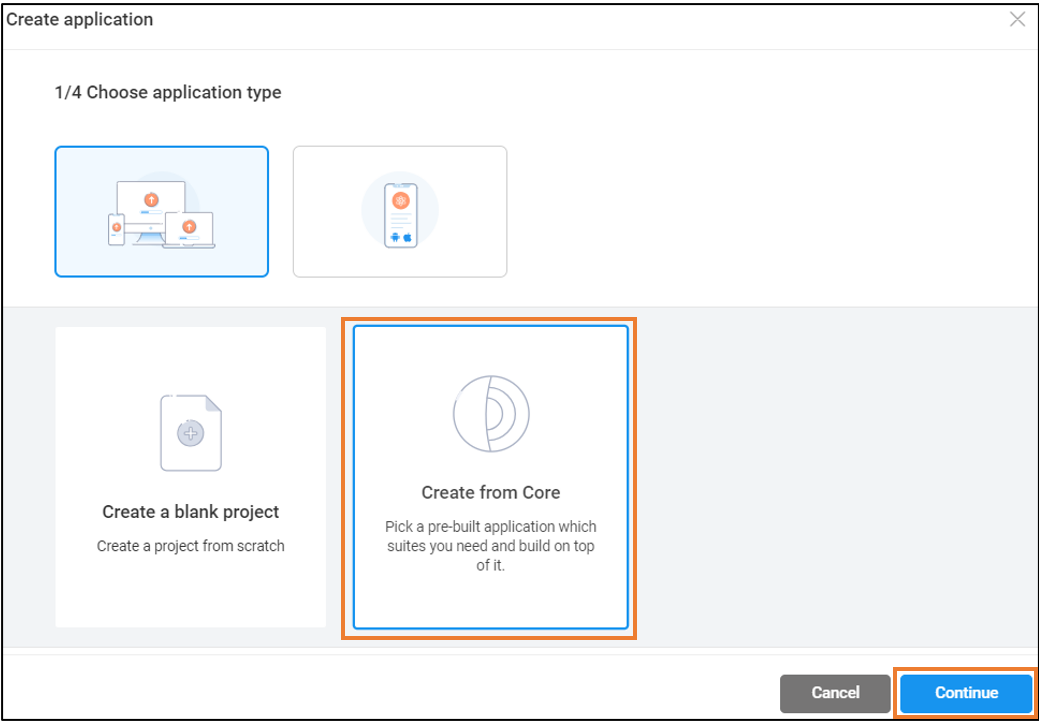 Create application
1/4 Choose application type
Create a blank project
Create a project from scratch
Create from Core
Pick a pre-built application which
suites you need and build on top
of it.
Cancel
Continue